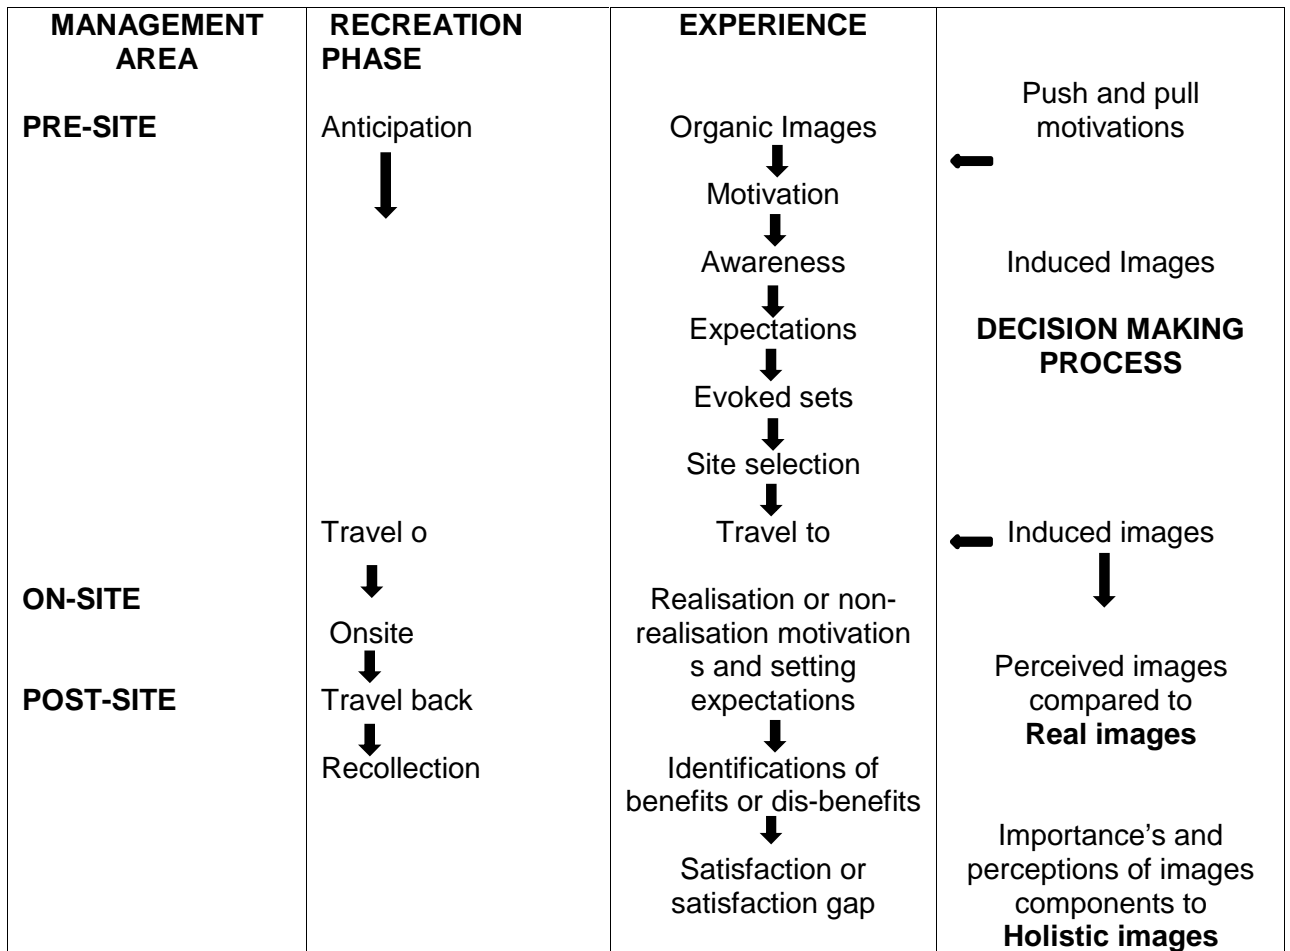 MANAGEMENT
AREA
RECREATION
PHASE
EXPERIENCE
Push and pull
motivations
PRE-SITE
Anticipation
Organic Images
Motivation
Awareness
Induced Images
Expectations
DECISION MAKING
PROCESS
Evoked sets
Site selection
Travel o
Travel to
Induced images
ON-SITE
Onsite
Realisation or non-
realisation motivation
s and setting
expectations
Perceived images
compared to
Real images
POST-SITE
Travel back
Recollection
Identifications of
benefits or dis-benefits
Satisfaction or
satisfaction gap
Importance's and
perceptions of images
components to
Holistic images